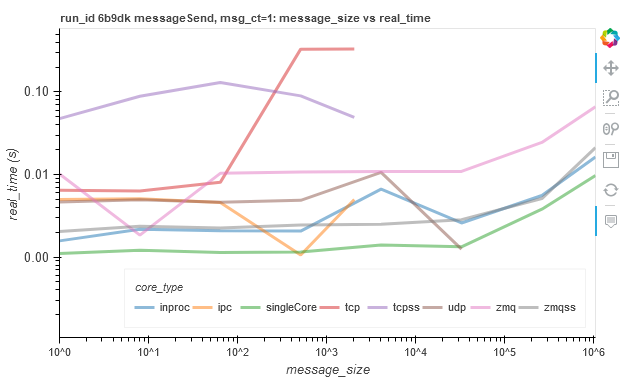 run_id 6b9dk messageSend, msg_ct=1: message_size vs real_time
real_time (s)
0.10
0.01
0.00
core_type
inproc ipc singleCore tcp tcpss udp zmq zmqss
10^0 10^1 10^2 10^3 10^4 10^5 10^6
message_size